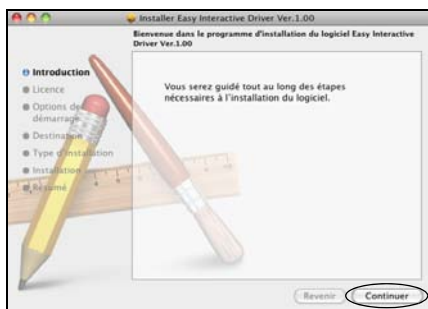 Installer Easy Interactive Driver Ver.1.00
Bienvenue dans le programme d'installation du logiciel Easy Interactive
Driver Ver.1.00
Introduction
Licence
Options de
démarrage
Destination
Type d'installation
Installation
Résumé
Vous serez guidé tout au long des étapes
nécessaires à l'installation du logiciel.
Revenir
Continuer